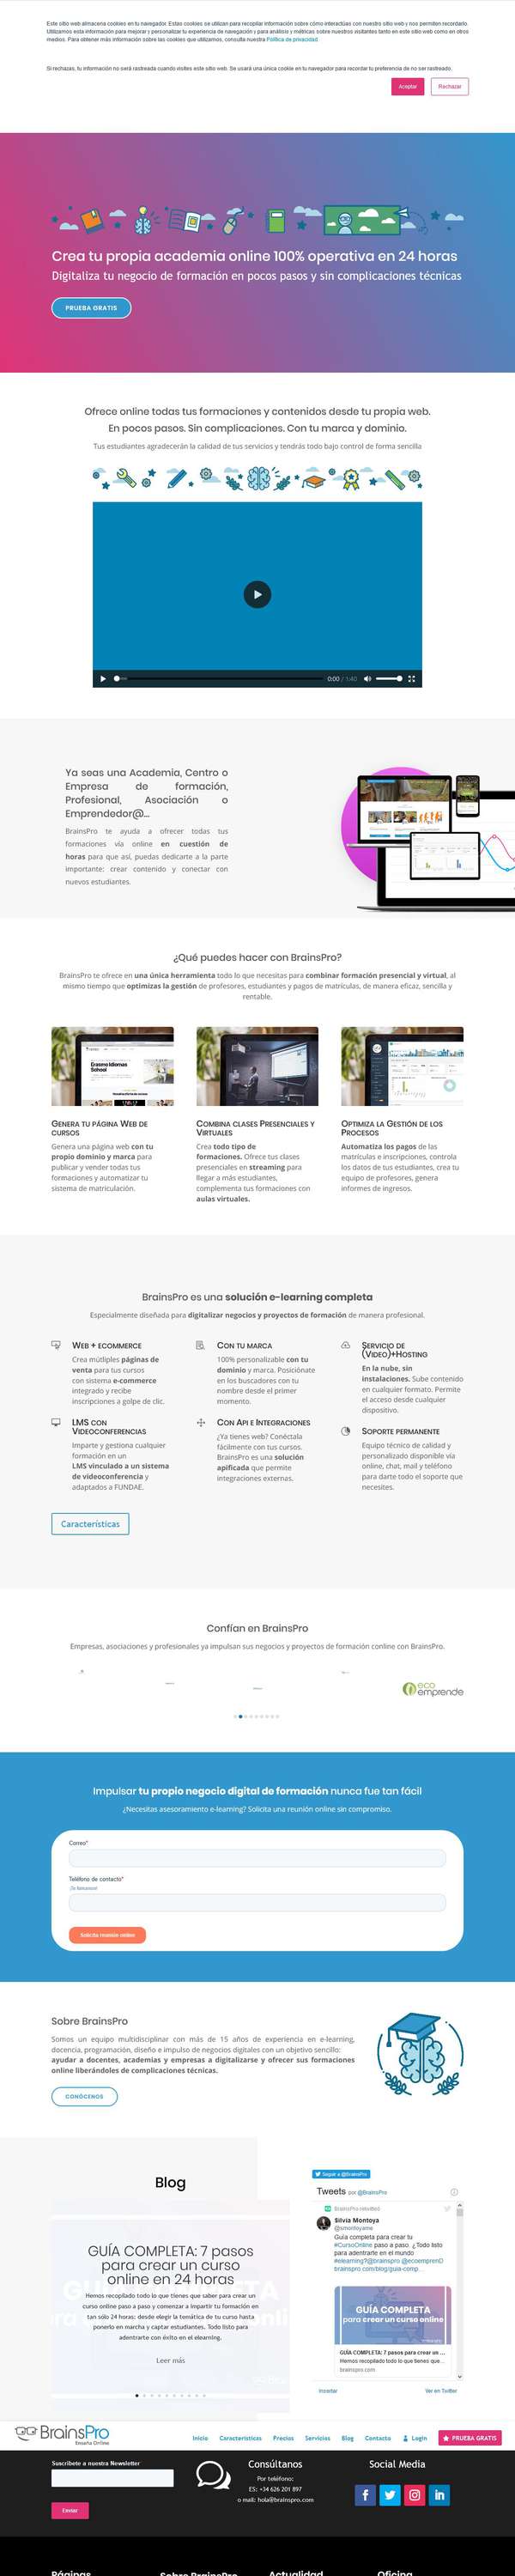 Este sitio web almacena cookies en tu navegador. Estas cookies se utilizan para recopilar información sobre cómo interactúas con nuestro sitio web y nos permiten recordarlo.
Utilizamos esta información para mejorar y personalizar tu experiencia de navegación y para análisis y métricas sobre nuestros visitantes tanto en este sitio web como en otros
medios. Para obtener más información sobre las cookies que utilizamos, consulta nuestra Política de privacidad
Si rechazas, tu información no será rastreada cuando visites este sitio web. Se usará una única cookie en tu navegador para recordar tu preferencia de no ser rastreado.
Aceptar
Rechazar
Crea tu propia academia online 100% operativa en 24 horas
Digitaliza tu negocio de formación en pocos pasos y sin complicaciones técnicas
PRUEBA GRATIS
Ofrece online todas tus formaciones y contenidos desde tu propia web.
En pocos pasos. Sin complicaciones. Con tu marca y dominio.
Tus estudiantes agradecerán la calidad de tus servicios y tendrás todo bajo control de forma sencilla
0:00 / 1:40
Ya seas una Academia, Centro o
Empresa de formación,
Profesional, Asociación o
Emprendedor@...
BrainsPro te ayuda a ofrecer todas tus
formaciones vía online en cuestión de
horas para que así, puedas dedicarte a la parte
importante: crear contenido y conectar con
nuevos estudiantes.
¿Qué puedes hacer con BrainsPro?
BrainsPro te ofrece en una única herramienta todo lo que necesitas para combinar formación presencial y virtual, al
mismo tiempo que optimizas la gestión de profesores, estudiantes y pagos de matrículas, de manera eficaz, sencilla y
rentable.
Erasmo Idiomas
School
GENERA TU PÁGINA WEB DE
CURSOS
Genera una página web con tu
propio dominio y marca para
publicar y vender todas tus
formaciones y automatizar tu
sistema de matriculación.
COMBINA CLASES PRESENCIALES Y
VIRTUALES
Crea todo tipo de
formaciones. Ofrece tus clases
presenciales en streaming para
llegar a más estudiantes,
complementa tus formaciones con
aulas virtuales.
OPTIMIZA LA GESTIÓN DE LOS
PROCESOS
Automatiza los pagos de las
matrículas e inscripciones, controla
los datos de tus estudiantes, crea tu
equipo de profesores, genera
informes de ingresos.
BrainsPro es una solución e-learning completa
Especialmente diseñada para digitalizar negocios y proyectos de formación de manera profesional.
WEB + ECOMMERCE
Crea múltiples páginas de
venta para tus cursos
con sistema e-commerce
integrado y recibe
inscripciones a golpe de clic.
CON TU MARCA
100% personalizable con tu
dominio y marca. Posiciónate
en los buscadores con tu
nombre desde el primer
momento.
SERVICIO DE
(VIDEO)+HOSTING
En la nube, sin
instalaciones. Sube contenido
en cualquier formato. Permite
el acceso desde cualquier
dispositivo.
LMS CON
VIDEOCONFERENCIAS
Imparte y gestiona cualquier
formación en un
LMS vinculado a un sistema
de videoconferencia y
adaptados a FUNDAE.
CON API E INTEGRACIONES
¿Ya tienes web? Conéctala
fácilmente con tus cursos.
BrainsPro es una solución
apificada que permite
integraciones externas.
SOPORTE PERMANENTE
Equipo técnico de calidad y
personalizado disponible vía
online, chat, mail y teléfono
para darte todo el soporte que
necesites.
Características
Confían en BrainsPro
Empresas, asociaciones y profesionales ya impulsan sus negocios y proyectos de formación conline con BrainsPro.
eco
emprende
Impulsar tu propio negocio digital de formación nunca fue tan fácil
¿Necesitas asesoramiento e-learning? Solicita una reunión online sin compromiso.
Correo*
Teléfono de contacto*
¡Te llamamos!
Solicita reunión online
Sobre BrainsPro
Somos un equipo multidisciplinar con más de 15 años de experiencia en e-learning,
docencia, programación, diseño e impulso de negocios digitales con un objetivo sencillo:
ayudar a docentes, academias y empresas a digitalizarse y ofrecer sus formaciones
online liberándoles de complicaciones técnicas.
CONÓCENOS
Blog
GUÍA COMPLETA: 7 pasos
para crear un curso
online en 24 horas
Hemos recopilado todo lo que tienes que saber para crear un
curso online paso a paso y comenzar a impartir tu formación en
tan sólo 24 horas: desde elegir la temática de tu curso hasta
ponerlo en marcha y captar estudiantes. Todo listo para
adentrarte con éxito en el elearning.
Leer más
Seguir a @BrainsPro
Tweets por @BrainsPro
BrainsPro retwitteó
Silvia Montoya
@smontoyame
Guía completa para crear tu
#CursoOnline paso a paso. ¿Todo listo
para adentrarte en el mundo
#elearning?@brainspro @ecoemprenD
brainspro.com/blog/guia-comp...
GUÍA COMPLETA
para crear un curso online
GUÍA COMPLETA: 7 pasos para crear un ...
Hemos recopilado todo lo que tienes que...
brainspro.com
Insertar
Ver en Twitter
BrainsPro
Enseña Online
Inicio
Características
Precios
Servicios
Blog
Contacto
Login
PRUEBA GRATIS
Suscríbete a nuestra Newsletter
Enviar
Consúltanos
Por teléfono:
ES: +34 626 201 897
o mail: hola@brainspro.com
Social Media
Páginas
Sobre BrainsPro
Actualidad
Oficina